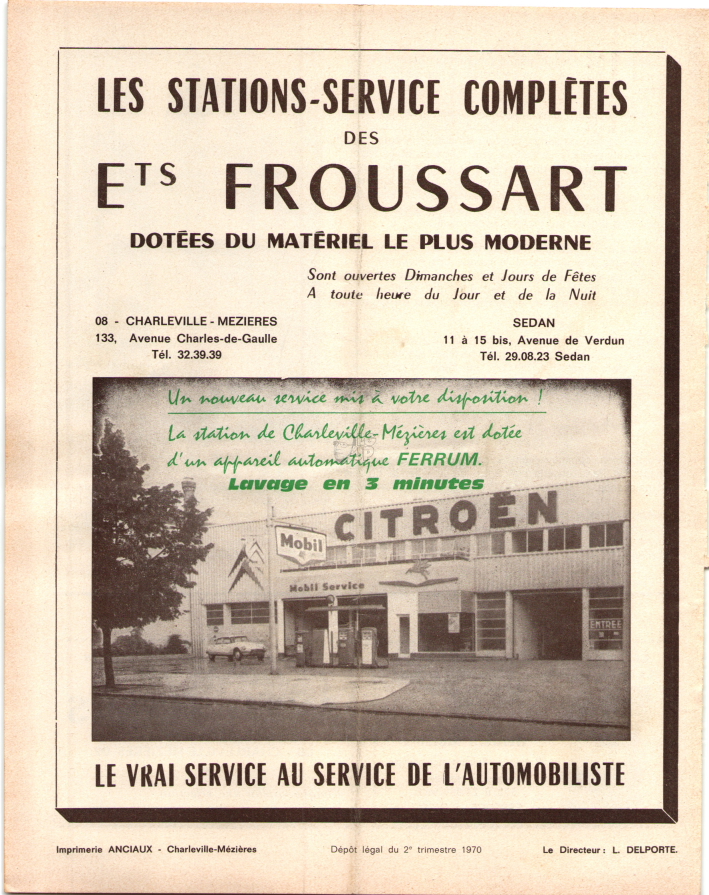 LES STATIONS-SERVICE COMPLÈTES
DES
ETS FROUSSART
DOTÉES DU MATÉRIEL LE PLUS MODERNE
Sont ouvertes Dimanches et Jours de Fêtes
A toute heure du Jour et de la Nuit
08 - CHARLEVILLE - MEZIERES
133, Avenue Charles-de-Gaulle
Tél. 32.39.39
SEDAN
11 à 15 bis, Avenue de Verdun
Tél. 29.08.23 Sedan
Un nouveau service mis à votre disposition !
La station de Charleville-Mézières est dotée
d'un appareil automatique FERRUM.
Lavage en 3 minutes
CITROËN
Mobil
Mobil Service
ENTREE
LE VRAI SERVICE AU SERVICE DE L'AUTOMOBILISTE
Imprimerie ANCIAUX - Charleville-Mézières
Dépôt légal du 2e trimestre 1970
Le Directeur : L. DELPORTE.